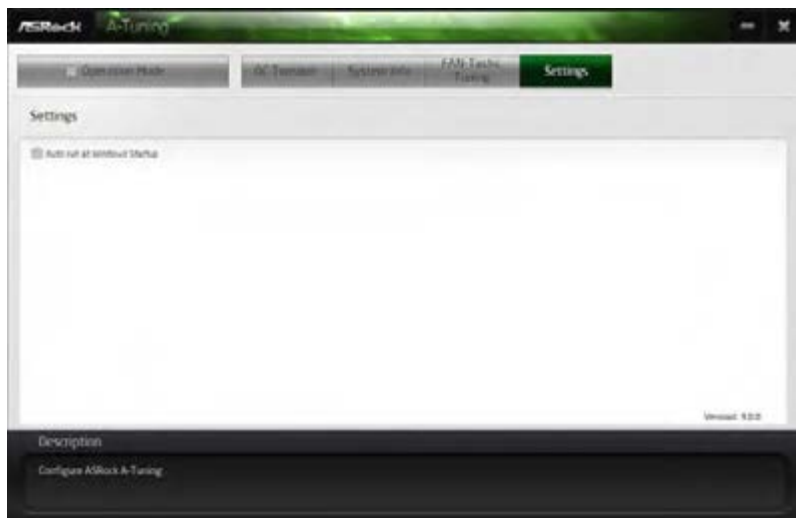 ASRock A-Tuning
Operation Mode
OC Tweaker
System Info
FAN-Tastic
Tuning
Settings
Settings
Auto run at Windows Startup
Version:
Description
Configure ASRock A-Tuning